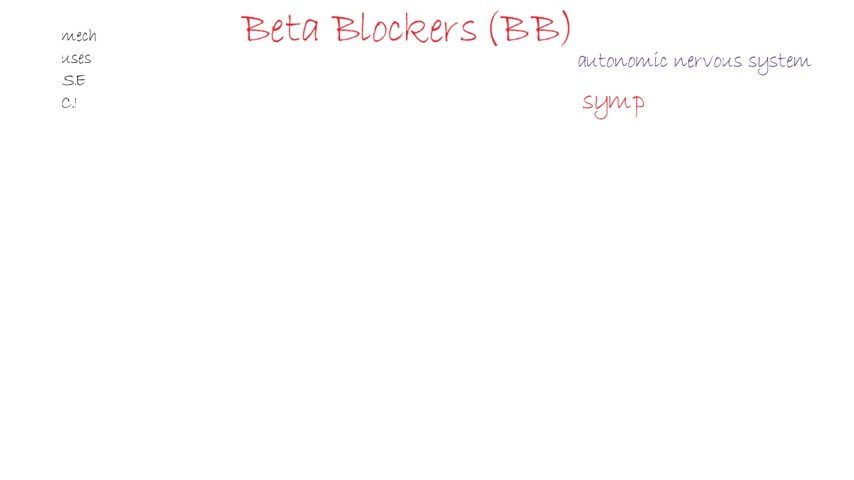 Beta Blockers (BB)
mech
uses
S.E
C.I
autonomic nervous system
symp